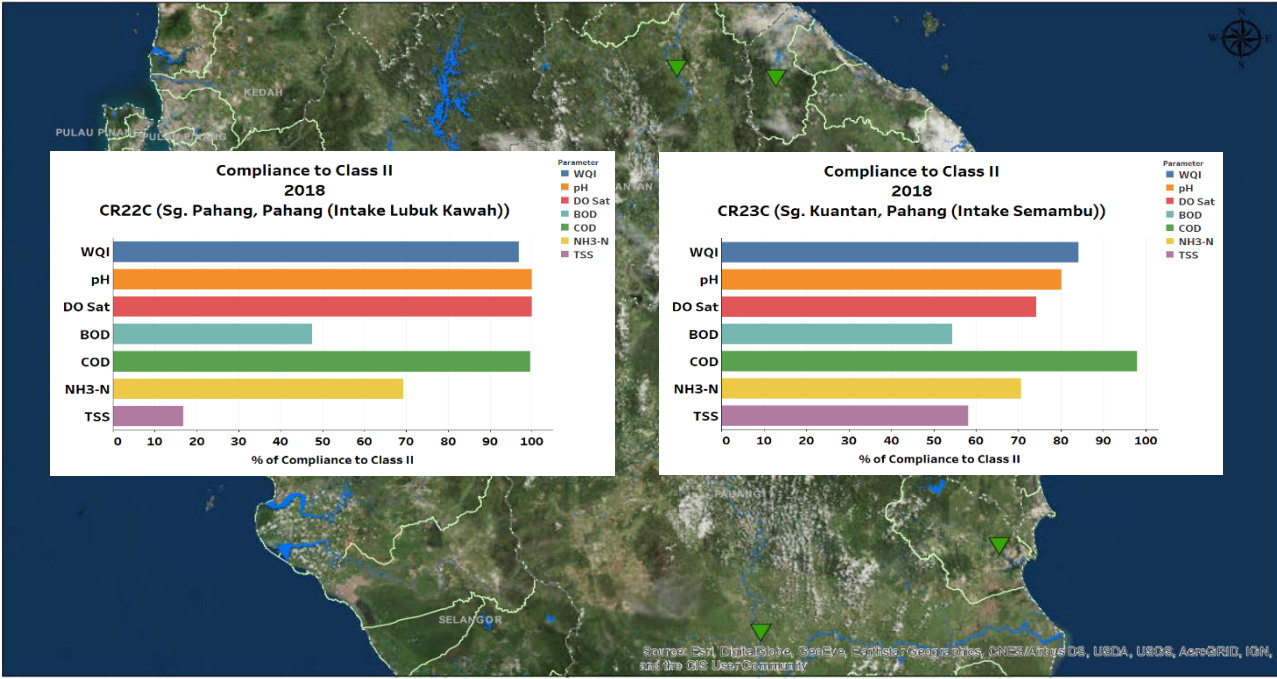 N
W E
S
KEDAH
PULAU PINANG
PULAU PINANG
Compliance to Class II
2018
CR22C (Sg. Pahang, Pahang (Intake Lubuk Kawah))
Parameter
WQI
pH
DO Sat
BOD
COD
NH3-N
TSS
WQI
pH
DO Sat
BOD
COD
NH3-N
TSS
0 10 20 30 40 50 60 70 80 90 100
% of Compliance to Class II
ANTAN
Compliance to Class II
2018
CR23C (Sg. Kuantan, Pahang (Intake Semambu))
Parameter
WQI
pH
DO Sat
BOD
COD
NH3-N
TSS
WQI
pH
DO Sat
BOD
COD
NH3-N
TSS
0 10 20 30 40 50 60 70 80 90 100
% of Compliance to Class II
PAHANG
SELANGOR
Source: Esri, DigitalGlobe, GeoEye, Earthstar Geographics, CNES/Airbus DS, USDA, USGS, AeroGRID, IGN,
and the GIS User Community